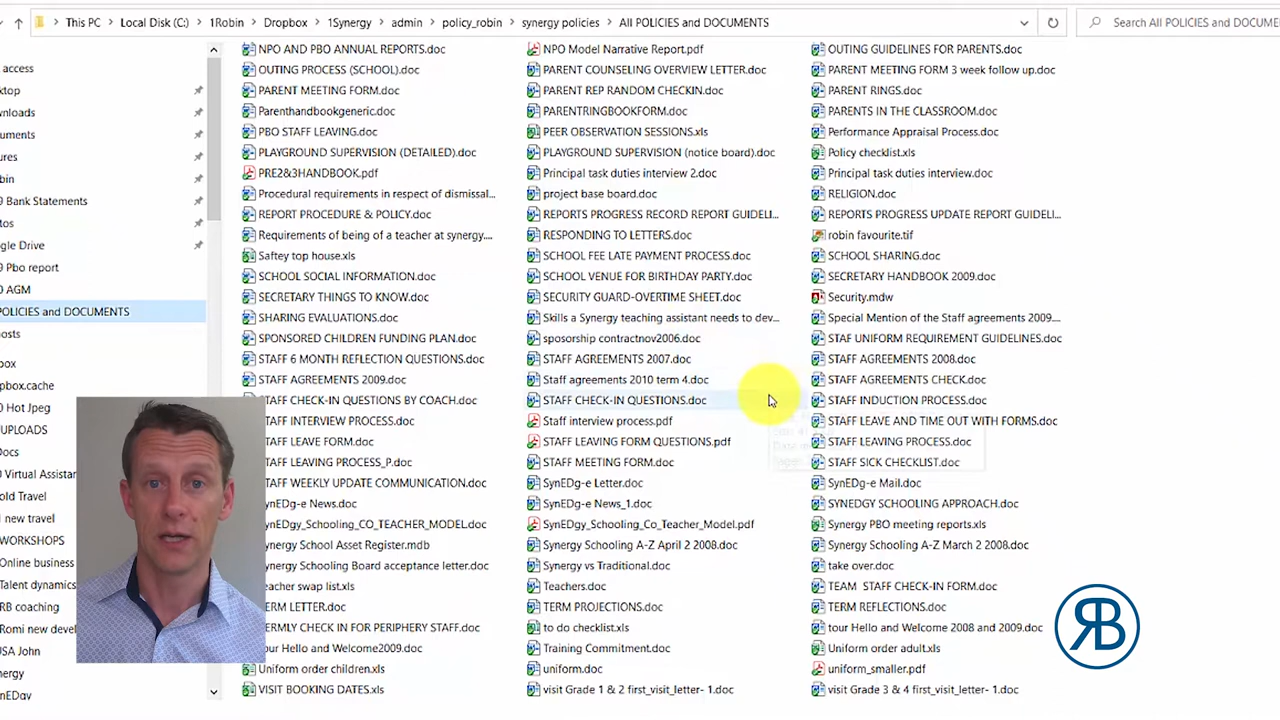 This PC > Local Disk (C:) > 1Robin > Dropbox > 1Synergy > admin > policy_robin > synergy policies > All POLICIES and DOCUMENTS
Search All POLICIES and DOCUME
access
ktop
wnloads
uments
ures
bin
9 Bank Statements
tos
gle Drive
9 Pbo report
0 AGM
POLICIES and DOCUMENTS
osts
box
pbox.cache
Hot Jpeg
UPLOADS
Docs
Virtual Assistar
old Travel
new travel
WORKSHOPS
Online business
Talent dynamics
RB coaching
Romi new devel
USA John
nergy
nEDgy
NPO AND PBO ANNUAL REPORTS.doc
OUTING PROCESS (SCHOOL).doc
PARENT MEETING FORM.doc
Parenthandbookgeneric.doc
PBO STAFF LEAVING.doc
PLAYGROUND SUPERVISION (DETAILED).doc
PRE2&3HANDBOOK.pdf
Procedural requirements in respect of dismissal...
REPORT PROCEDURE & POLICY.doc
Requirements of being of a teacher at synergy....
Saftey top house.xls
SCHOOL SOCIAL INFORMATION.doc
SECRETARY THINGS TO KNOW.doc
SHARING EVALUATIONS.doc
SPONSORED CHILDREN FUNDING PLAN.doc
STAFF 6 MONTH REFLECTION QUESTIONS.doc
STAFF AGREEMENTS 2009.doc
STAFF CHECK-IN QUESTIONS BY COACH.doc
STAFF INTERVIEW PROCESS.doc
STAFF LEAVE FORM.doc
STAFF LEAVING PROCESS_P.doc
STAFF WEEKLY UPDATE COMMUNICATION.doc
SynEDg-e News.doc
SynEDgy_Schooling_CO_TEACHER_MODEL.doc
Synergy School Asset Register.mdb
Synergy Schooling Board acceptance letter.doc
eacher swap list.xls
ERM LETTER.doc
ERMLY CHECK IN FOR PERIPHERY STAFF.doc
our Hello and Welcome2009.doc
Uniform order children.xls
VISIT BOOKING DATES.xls
NPO Model Narrative Report.pdf
PARENT COUNSELING OVERVIEW LETTER.doc
PARENT REP RANDOM CHECKIN.doc
PARENTRINGBOOKFORM.doc
PEER OBSERVATION SESSIONS.xls
PLAYGROUND SUPERVISION (notice board).doc
Principal task duties interview 2.doc
project base board.doc
REPORTS PROGRESS RECORD REPORT GUIDELI...
RESPONDING TO LETTERS.doc
SCHOOL FEE LATE PAYMENT PROCESS.doc
SCHOOL VENUE FOR BIRTHDAY PARTY.doc
SECURITY GUARD-OVERTIME SHEET.doc
Skills a Synergy teaching assistant needs to dev...
sposorship contractnov2006.doc
STAFF AGREEMENTS 2007.doc
Staff agreements 2010 term 4.doc
STAFF CHECK-IN QUESTIONS.doc
Staff interview process.pdf
STAFF LEAVING FORM QUESTIONS.pdf
STAFF MEETING FORM.doc
SynEDg-e Letter.doc
SynEDg-e News_1.doc
SynEDgy_Schooling_Co_Teacher_Model.pdf
Synergy Schooling A-Z April 2 2008.doc
Synergy vs Traditional.doc
Teachers.doc
TERM PROJECTIONS.doc
to do checklist.xls
Training Commitment.doc
uniform.doc
visit Grade 1 & 2 first_visit_letter- 1.doc
OUTING GUIDELINES FOR PARENTS.doc
PARENT MEETING FORM 3 week follow up.doc
PARENT RINGS.doc
PARENTS IN THE CLASSROOM.doc
Performance Appraisal Process.doc
Policy checklist.xls
Principal task duties interview.doc
RELIGION.doc
REPORTS PROGRESS UPDATE REPORT GUIDELI...
robin favourite.tif
SCHOOL SHARING.doc
SECRETARY HANDBOOK 2009.doc
Security.mdw
Special Mention of the Staff agreements 2009....
STAF UNIFORM REQUIREMENT GUIDELINES.doc
STAFF AGREEMENTS 2008.doc
STAFF AGREEMENTS CHECK.doc
STAFF INDUCTION PROCESS.doc
STAFF LEAVE AND TIME OUT WITH FORMS.doc
STAFF LEAVING PROCESS.doc
STAFF SICK CHECKLIST.doc
SynEDg-e Mail.doc
SYNEDGY SCHOOLING APPROACH.doc
Synergy PBO meeting reports.xls
Synergy Schooling A-Z March 2 2008.doc
take over.doc
TEAM STAFF CHECK-IN FORM.doc
TERM REFLECTIONS.doc
tour Hello and Welcome 2008 and 2009.doc
Uniform order adult.xls
uniform_smaller.pdf
visit Grade 3 & 4 first_visit_letter- 1.doc
RB